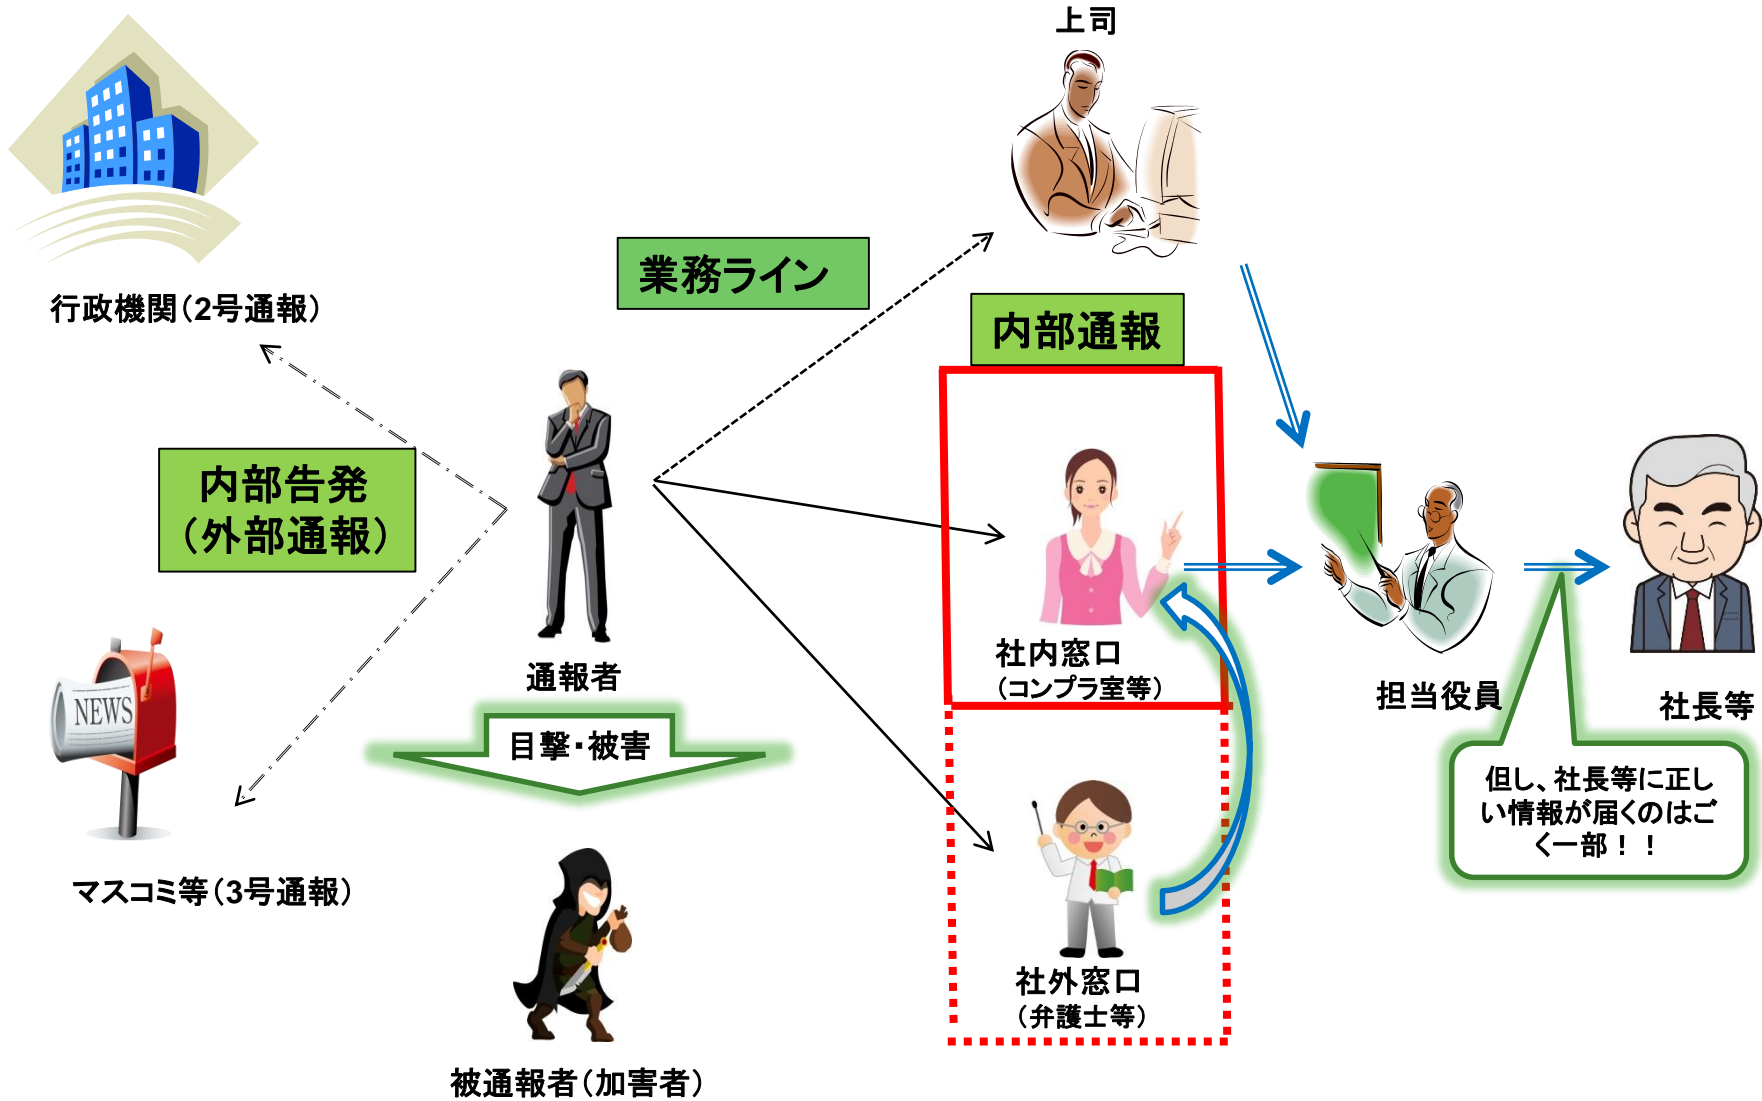 上司
業務ライン
行政機関（2号通報）
内部通報
内部告発
（外部通報）
NEWS
通報者
社内窓口
（コンプラ室等）
担当役員
社長等
目撃・被害
但し、社長等に正し
い情報が届くのはご
く一部！！
マスコミ等（3号通報）
社外窓口
（弁護士等）
被通報者（加害者）